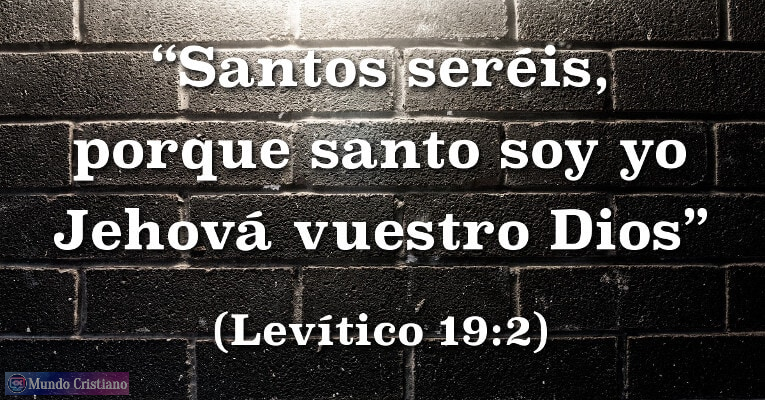 “Santos seréis,
porque santo soy yo
Jehová vuestro Dios”
(Levítico 19:2)
Mundo Cristiano